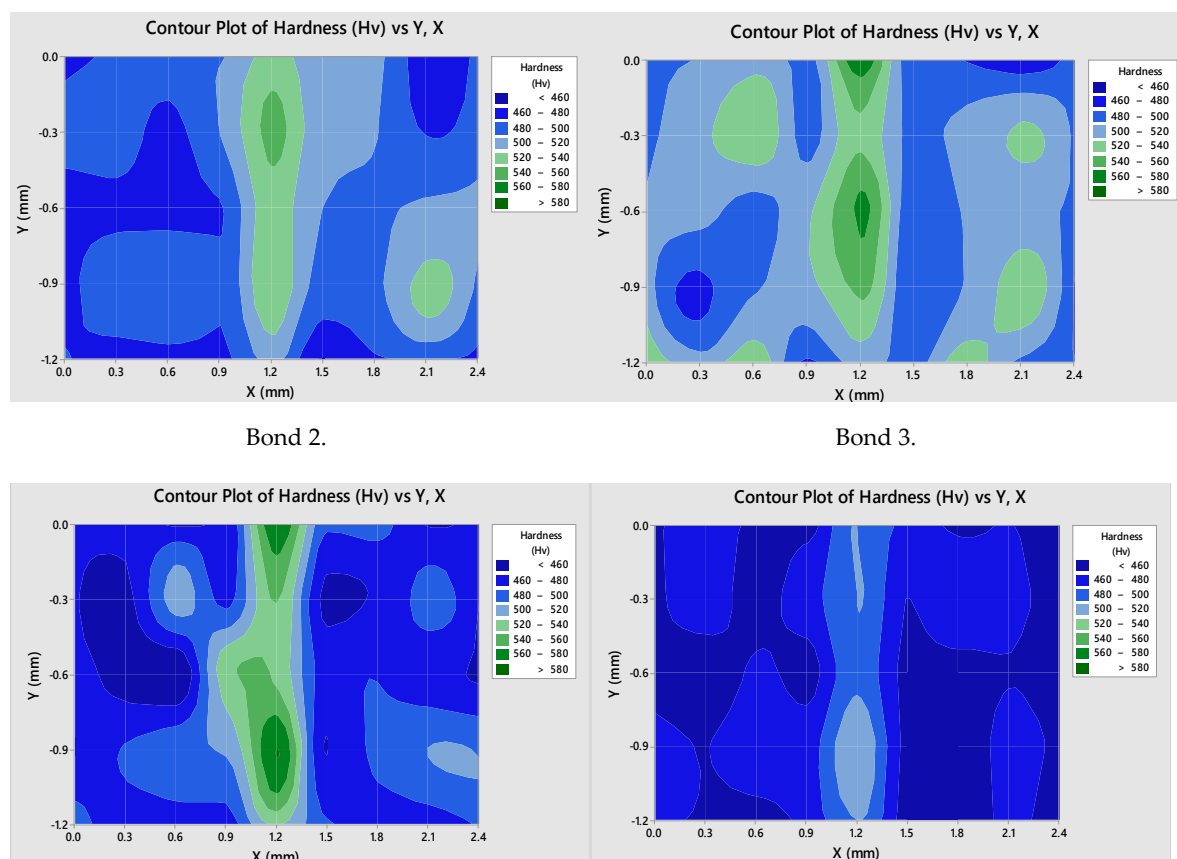 Contour Plot of Hardness (Hv) vs Y, X
Hardness
(Hv)
< 460
460 – 480
480 – 500
500 – 520
520 – 540
540 – 560
560 – 580
> 580
Y (mm)
0.0
-0.3
-0.6
-0.9
-1.2
0.0 0.3 0.6 0.9 1.2 1.5 1.8 2.1 2.4
X (mm)
Contour Plot of Hardness (Hv) vs Y, X
Hardness
< 460
460 – 480
480 – 500
500 – 520
520 – 540
540 – 560
560 – 580
> 580
Y (mm)
0.0
-0.3
-0.6
-0.9
-1.2
0.0 0.3 0.6 0.9 1.2 1.5 1.8 2.1 2.4
X (mm)
Bond 2.
Bond 3.
Contour Plot of Hardness (Hv) vs Y, X
Hardness
(Hv)
< 460
460 – 480
480 – 500
500 – 520
520 – 540
540 – 560
560 – 580
> 580
Y (mm)
0.0
-0.3
-0.6
-0.9
-1.2
0.0 0.3 0.6 0.9 1.2 1.5 1.8 2.1 2.4
X (mm)
Contour Plot of Hardness (Hv) vs Y, X
Hardness
(Hv)
< 460
460 – 480
480 – 500
500 – 520
520 – 540
540 – 560
560 – 580
> 580
Y (mm)
0.0
-0.3
-0.6
-0.9
-1.2
0.0 0.3 0.6 0.9 1.2 1.5 1.8 2.1 2.4
X (mm)